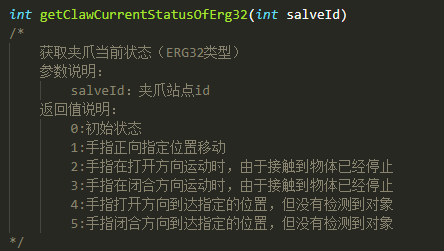 int getClawCurrentStatusOfErg32(int salveId)
/*
获取夹爪当前状态（ERG32类型）
参数说明:
salveId: 夹爪站点id
返回值说明:
0:初始状态
1:手指正向指定位置移动
2:手指在打开方向运动时，由于接触到物体已经停止
3:手指在闭合方向运动时，由于接触到物体已经停止
4:手指打开方向到达指定的位置，但没有检测到对象
5:手指闭合方向到达指定的位置，但没有检测到对象
*/